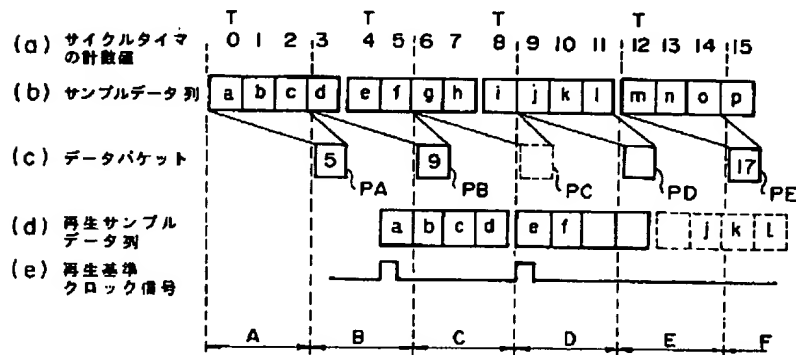 T T T T
(a) サイクルタイマの計数値 0 1 2 3 4 5 6 7 8 9 10 11 12 13 14 15
(b) サンプルデータ列 a b c d e f g h i j k l m n o p
(c) データパケット 5 9 17
PA PB PC PD PE
(d) 再生サンプルデータ列 a b c d e f j k l
(e) 再生基準クロック信号
A B C D E F